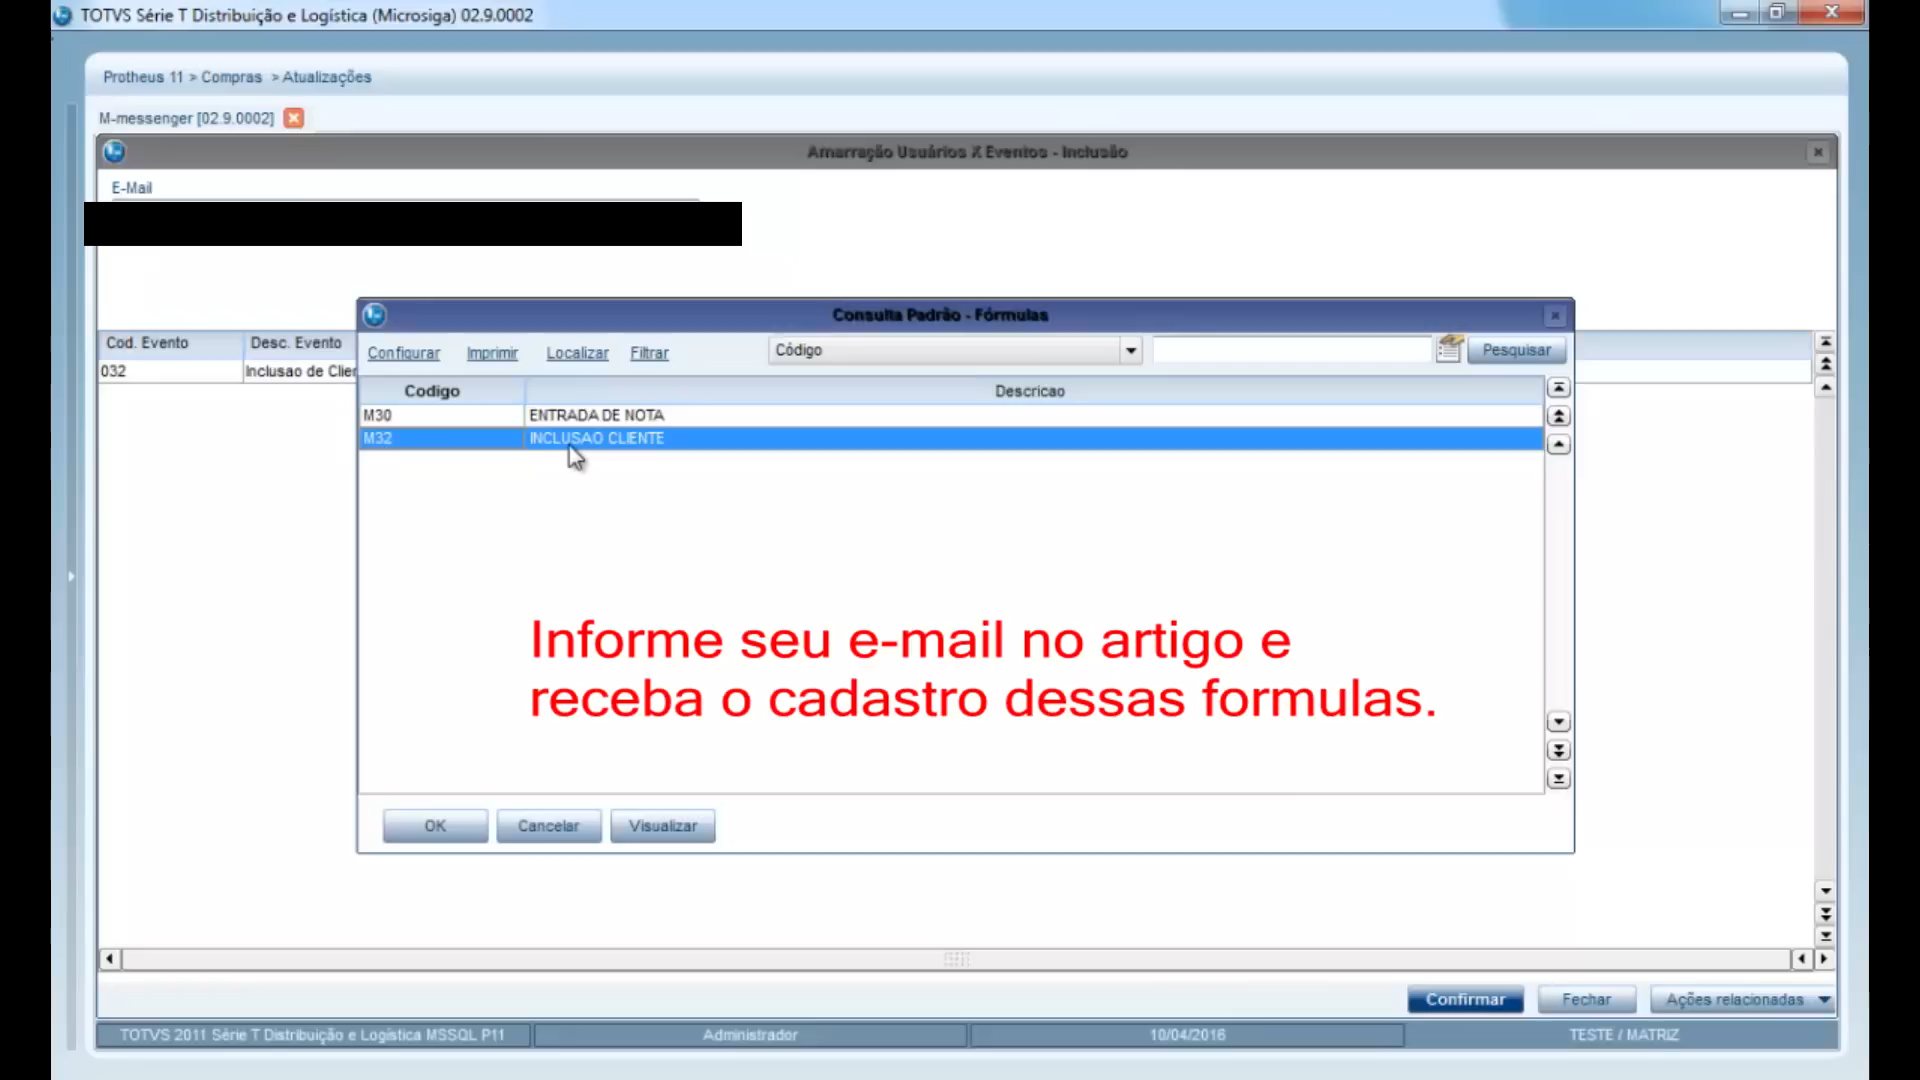 TOTVS Série T Distribuição e Logística (Microsiga) 02.9.0002
Protheus 11 > Compras > Atualizações
M-messenger [02.9.0002]
Amarração Usuários X Eventos - Inclusão
E-Mail
Consulta Padrão - Fórmulas
Cod. Evento Desc. Evento
032 Inclusao de Clien
Configurar Imprimir Localizar Filtrar Código Pesquisar
Codigo Descricao
M30 ENTRADA DE NOTA
M32 INCLUSAO CLIENTE
Informe seu e-mail no artigo e
receba o cadastro dessas formulas.
OK Cancelar Visualizar
Confirmar Fechar Ações relacionadas
TOTVS 2011 Série T Distribuição e Logística MSSQL P11 Administrador 10/04/2016 TESTE / MATRIZ